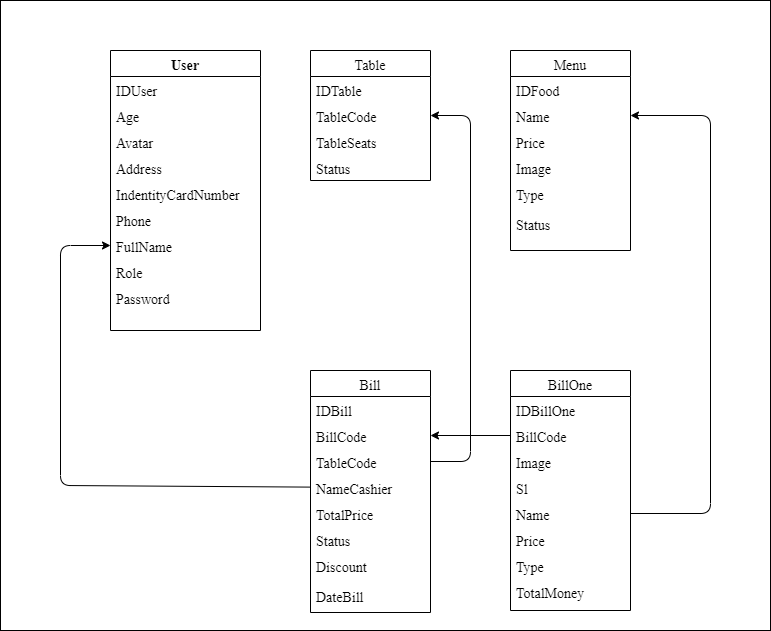 User
IDUser
Age
Avatar
Address
IndentityCardNumber
Phone
FullName
Role
Password
Table
IDTable
TableCode
TableSeats
Status
Menu
IDFood
Name
Price
Image
Type
Status
Bill
IDBill
BillCode
TableCode
NameCashier
TotalPrice
Status
Discount
DateBill
BillOne
IDBillOne
BillCode
Image
Sl
Name
Price
Type
TotalMoney